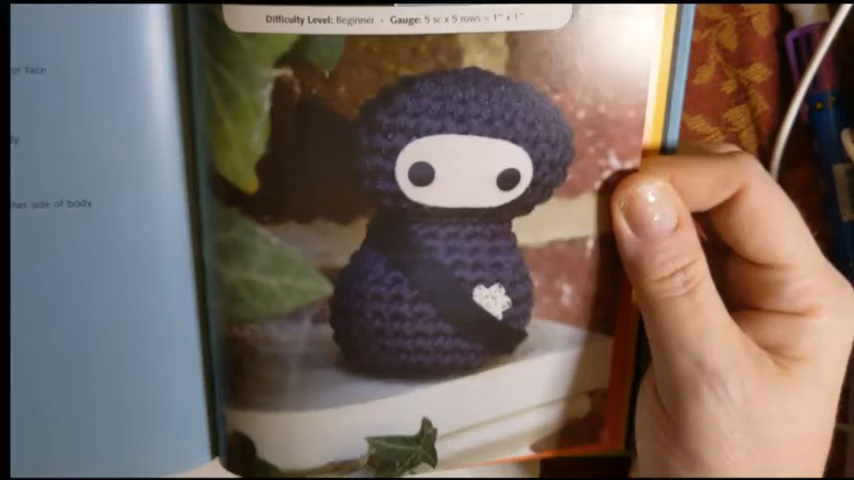 Difficulty Level: Beginner • Gauge: 5 sc x 5 rows = 1" x 1"
face
her side of body